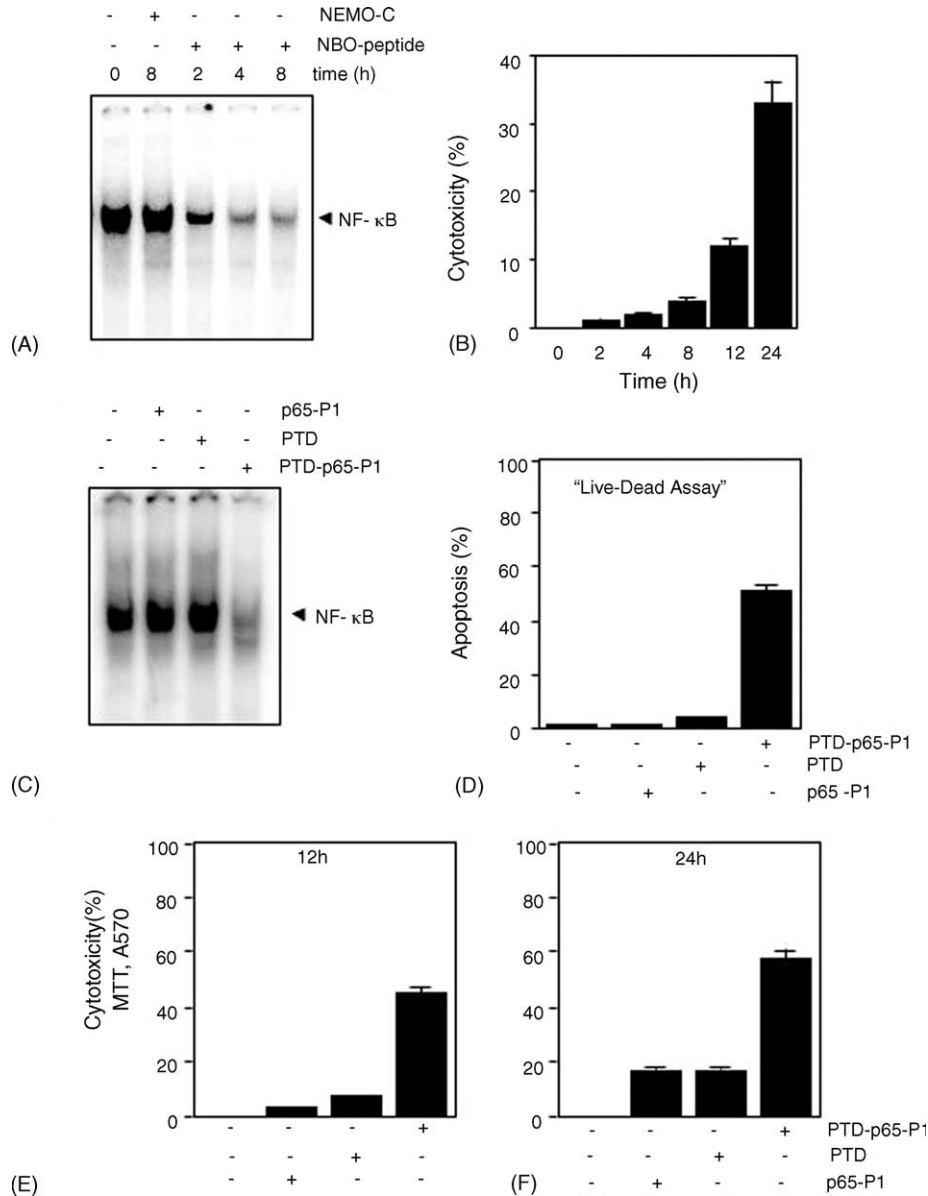 - + - - - NEMO-C
- - + + + NBO-peptide
0 8 2 4 8 time (h)
◄ NF- κB
(A)
40
30
20
10
0
Cytotoxicity (%)
0 2 4 8 12 24
Time (h)
(B)
- + - - p65-P1
- - + - PTD
- - - + PTD-p65-P1
◄ NF- κB
(C)
100
80
60
40
20
0
Apoptosis (%)
"Live-Dead Assay"
- - - + PTD-p65-P1
- - + - PTD
- + - - p65 -P1
(D)
100
80
60
40
20
0
Cytotoxicity(%)
MTT, A570
12h
- - - +
- - + -
- + - -
(E)
100
80
60
40
20
0
24h
- - - + PTD-p65-P1
- - + - PTD
- + - - p65-P1
(F)